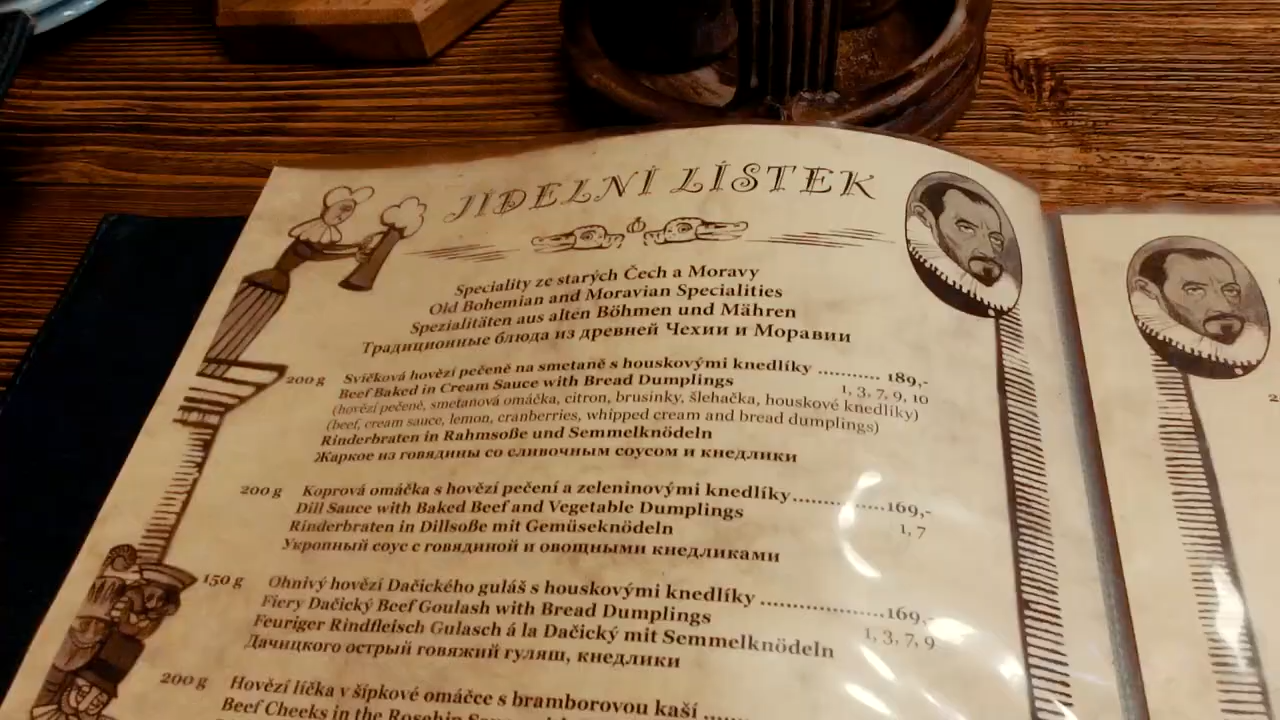 JÍDELNÍ LÍSTEK
Speciality ze starých Čech a Moravy
Old Bohemian and Moravian Specialities
Spezialitäten aus alten Böhmen und Mähren
Традиционные блюда из древней Чехии и Моравии
200 g Svíčková hovězí pečeně na smetaně s houskovými knedlíky ........... 189,-
Beef Baked in Cream Sauce with Bread Dumplings 1, 3, 7, 9, 10
(hovězí pečeně, smetanová omáčka, citron, brusinky, šlehačka, houskové knedlíky)
(beef, cream sauce, lemon, cranberries, whipped cream and bread dumplings)
Rinderbraten in Rahmsoße und Semmelknödeln
Жаркое из говядины со сливочным соусом и кнедлики
200 g Koprová omáčka s hovězí pečení a zeleninovými knedlíky.................169,-
Dill Sauce with Baked Beef and Vegetable Dumplings 1, 7
Rinderbraten in Dillsoße mit Gemüseknödeln
Укропный соус с говядиной и овощными кнедликами
150 g Ohnivý hovězí Dačického guláš s houskovými knedlíky .....................169,-
Fiery Dačický Beef Goulash with Bread Dumplings 1, 3, 7, 9
Feuriger Rindfleisch Gulasch á la Dačický mit Semmelknödeln
Дачицкого острый говяжий гуляш, кнедлики
200 g Hovězí líčka v šípkové omáčce s bramborovou kaší ......
Beef Cheeks in the Rosehip